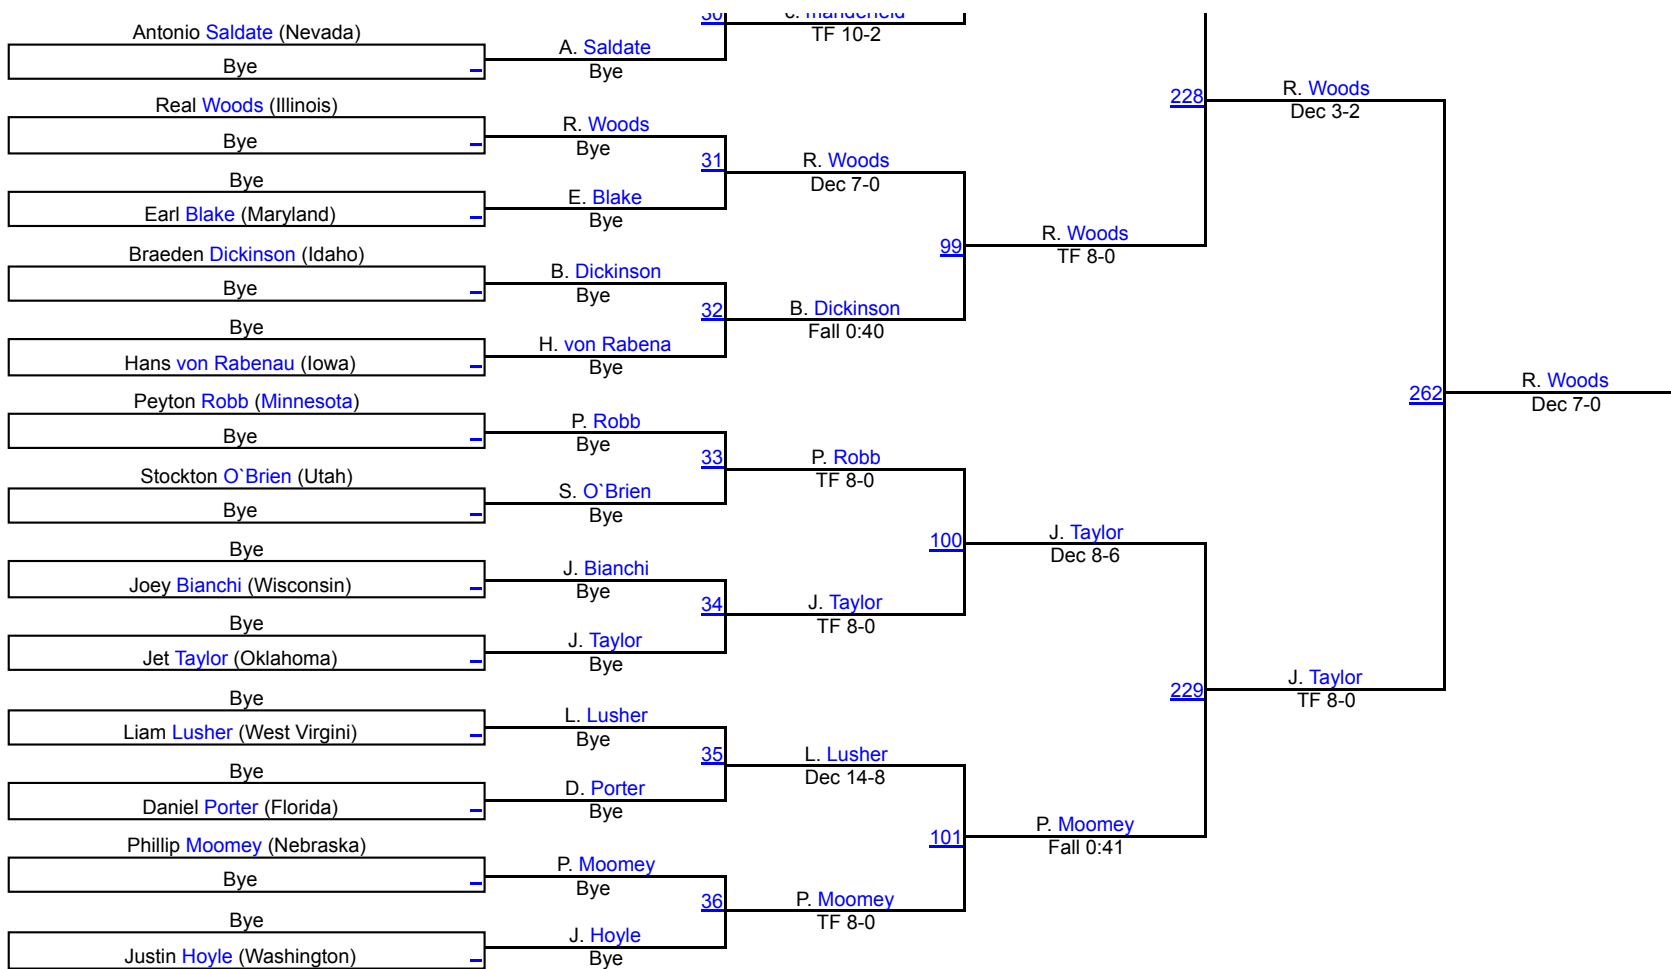 30
J. Manderfield
TF 10-2
Antonio Saldate (Nevada)
Bye
A. Saldate
Bye
Real Woods (Illinois)
Bye
R. Woods
Bye
31
R. Woods
Dec 7-0
Bye
Earl Blake (Maryland)
E. Blake
Bye
228
R. Woods
Dec 3-2
Braeden Dickinson (Idaho)
Bye
B. Dickinson
Bye
99
R. Woods
TF 8-0
32
B. Dickinson
Fall 0:40
Bye
Hans von Rabenau (Iowa)
H. von Rabena
Bye
262
R. Woods
Dec 7-0
Peyton Robb (Minnesota)
Bye
P. Robb
Bye
33
P. Robb
TF 8-0
Stockton O`Brien (Utah)
Bye
S. O`Brien
Bye
100
J. Taylor
Dec 8-6
Bye
Joey Bianchi (Wisconsin)
J. Bianchi
Bye
34
J. Taylor
TF 8-0
Bye
Jet Taylor (Oklahoma)
J. Taylor
Bye
229
J. Taylor
TF 8-0
Bye
Liam Lusher (West Virgini)
L. Lusher
Bye
35
L. Lusher
Dec 14-8
Bye
Daniel Porter (Florida)
D. Porter
Bye
101
P. Moomey
Fall 0:41
Phillip Moomey (Nebraska)
Bye
P. Moomey
Bye
36
P. Moomey
TF 8-0
Bye
Justin Hoyle (Washington)
J. Hoyle
Bye